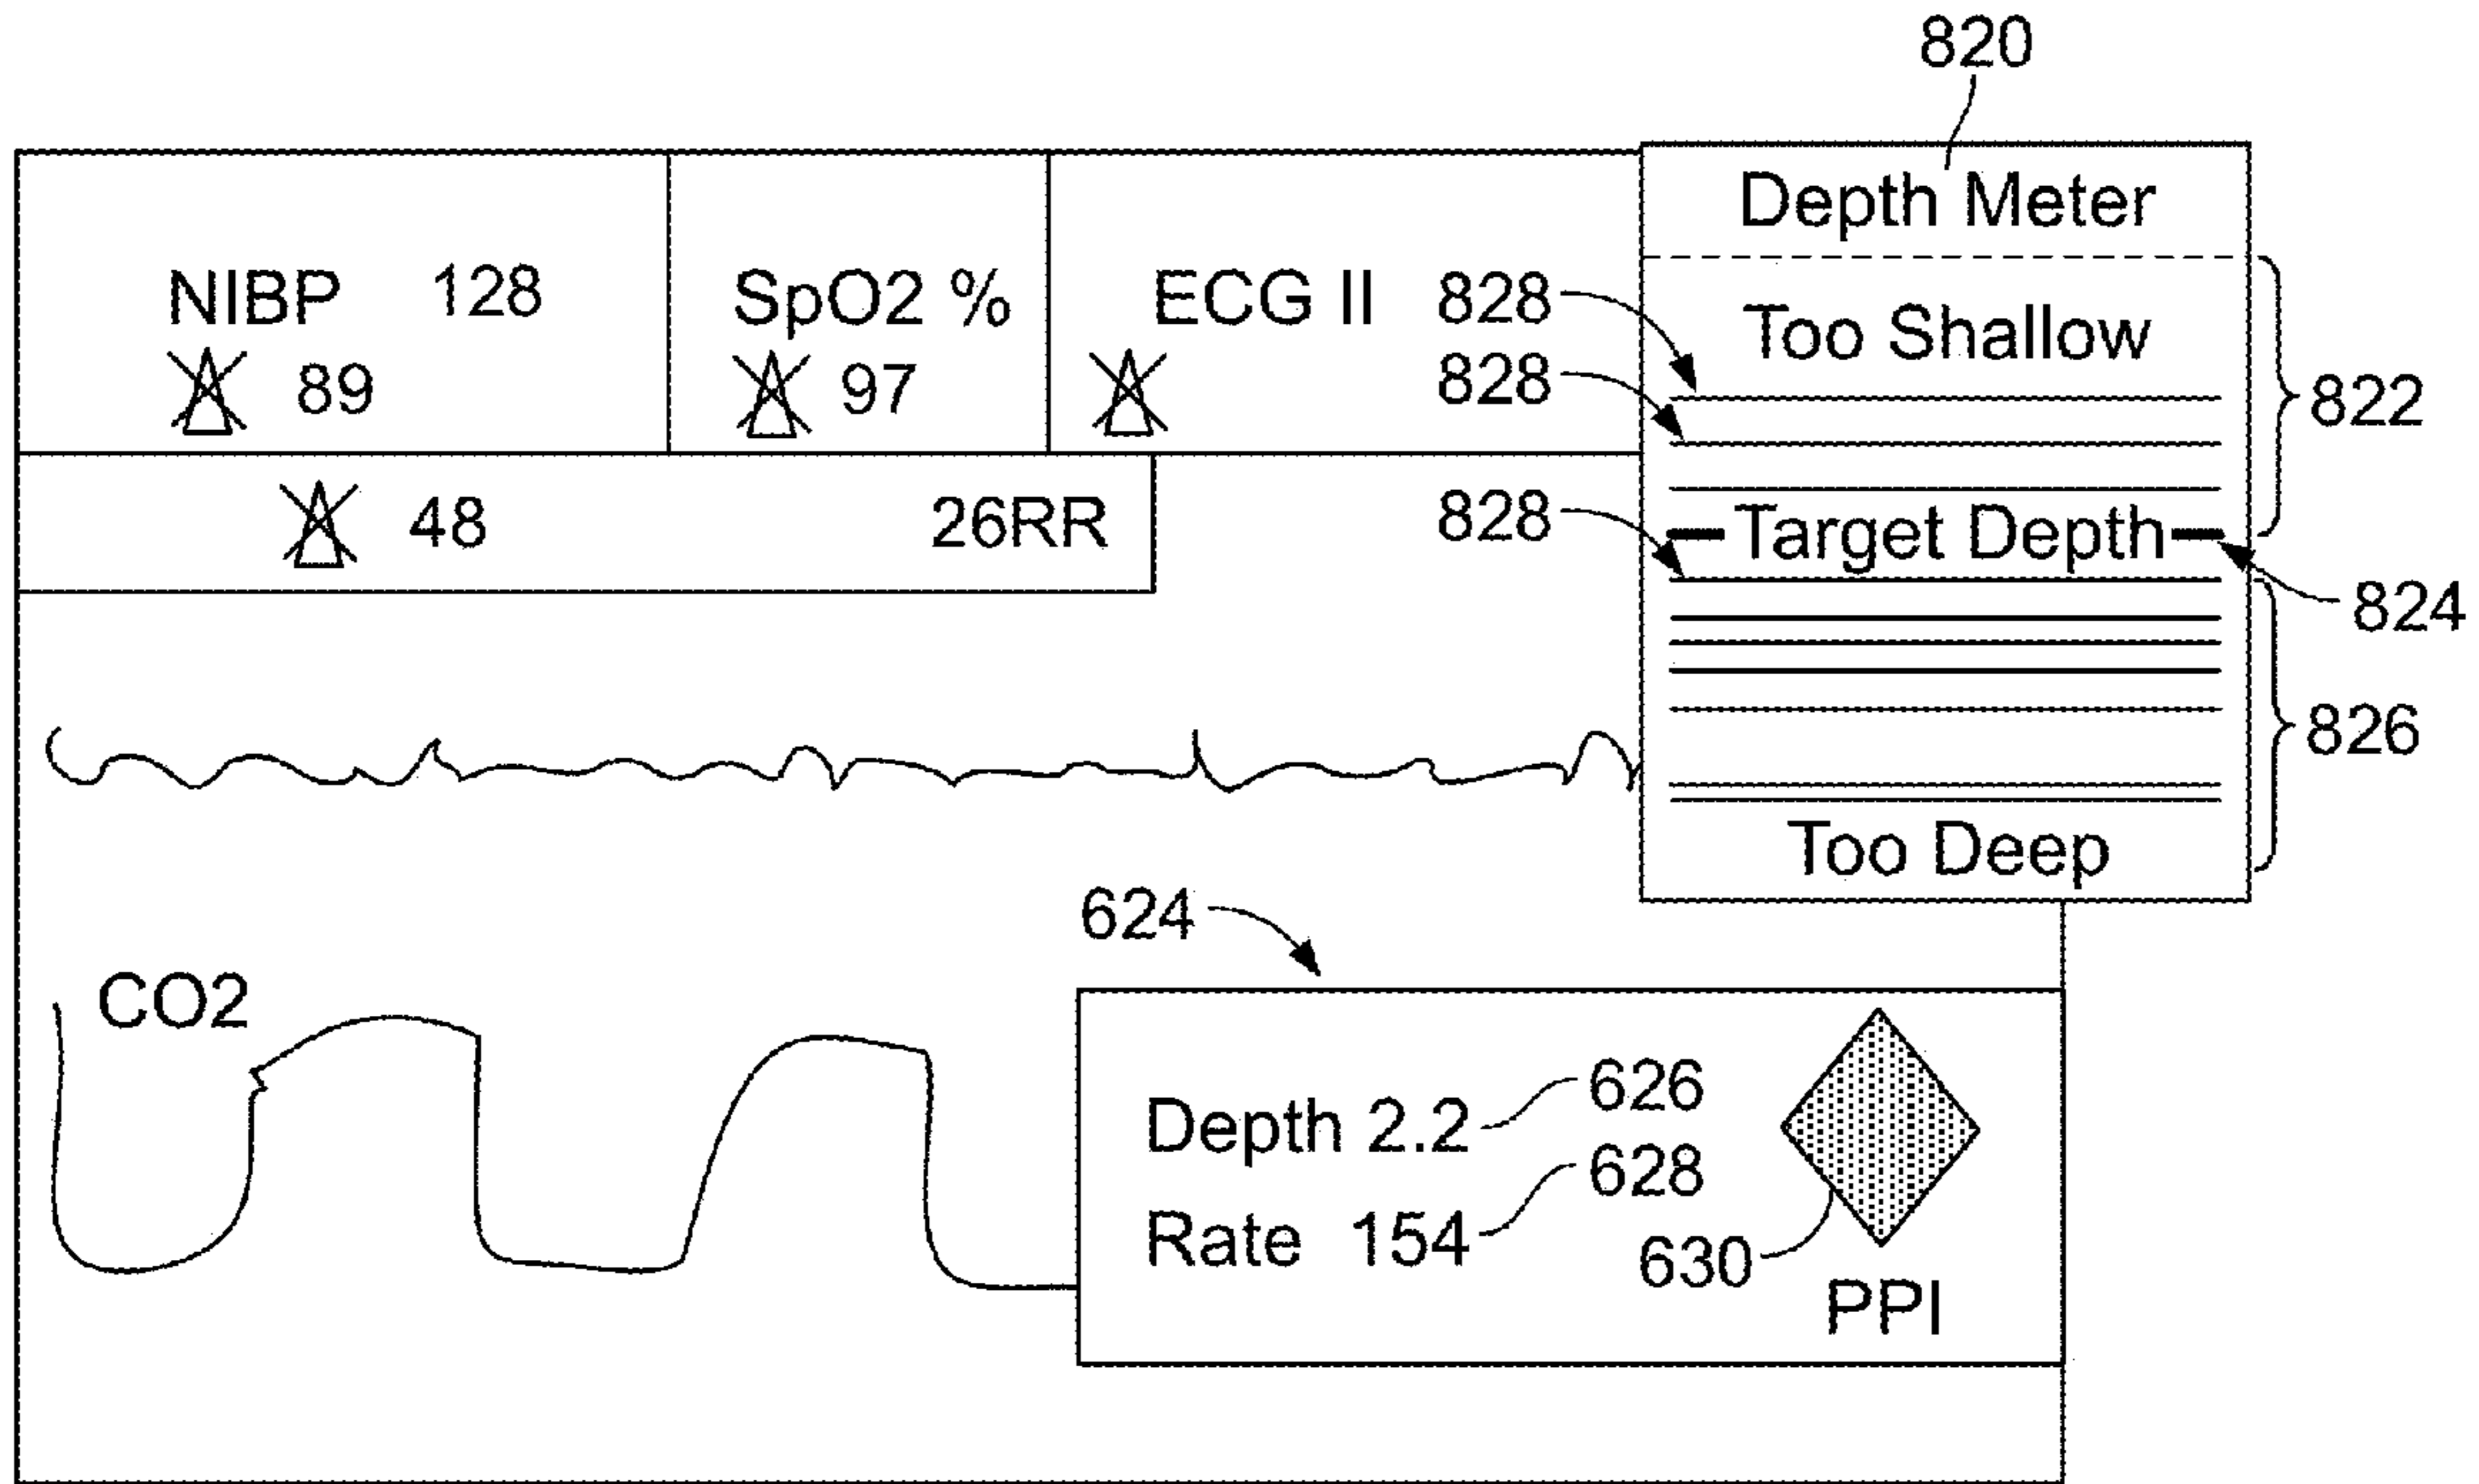 820
Depth Meter
NIBP 128
89
SpO2 %
97
ECG II
828
828
Too Shallow
822
48 26RR
828
Target Depth
824
826
Too Deep
624
CO2
Depth 2.2 626
Rate 154 628
630
PPI